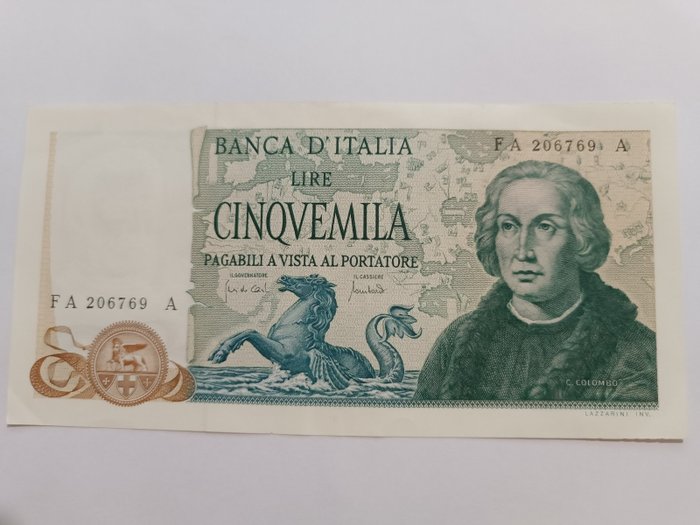 BANCA D'ITALIA
FA 206769 A
LIRE
CINQVEMILA
PAGABILI A VISTA AL PORTATORE
IL GOVERNATORE IL CASSIERE
FA 206769 A
C. COLOMBO
LAZZARINI INV.